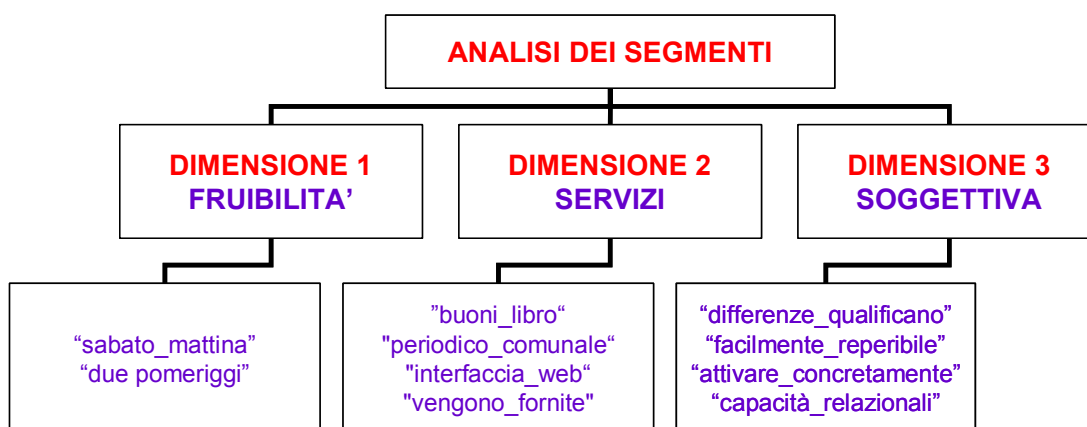 ANALISI DEI SEGMENTI
DIMENSIONE 1
FRUIBILITA’
DIMENSIONE 2
SERVIZI
DIMENSIONE 3
SOGGETTIVA
“sabato_mattina”
“due pomeriggi”
”buoni_libro“
"periodico_comunale“
"interfaccia_web“
"vengono_fornite"
“differenze_qualificano”
“facilmente_reperibile”
“attivare_concretamente”
“capacità_relazionali”